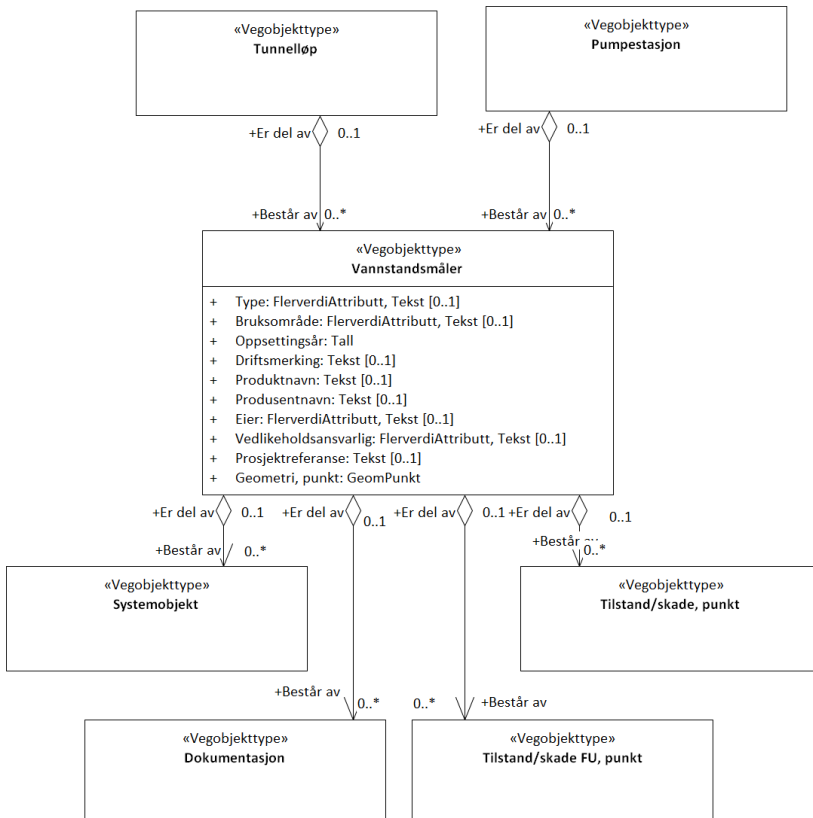 «Vegobjekttype»
Tunnelløp
«Vegobjekttype»
Pumpestasjon
+Er del av 0..1
+Er del av 0..1
+Består av 0..*
+Består av 0..*
«Vegobjekttype»
Vannstandsmåler
+ Type: FlerverdiAttributt, Tekst [0..1]
+ Bruksområde: FlerverdiAttributt, Tekst [0..1]
+ Oppsettingsår: Tall
+ Driftsmerking: Tekst [0..1]
+ Produktnavn: Tekst [0..1]
+ Produsentnavn: Tekst [0..1]
+ Eier: FlerverdiAttributt, Tekst [0..1]
+ Vedlikeholdsansvarlig: FlerverdiAttributt, Tekst [0..1]
+ Prosjektreferanse: Tekst [0..1]
+ Geometri, punkt: GeomPunkt
+Er del av 0..1
+Er del av 0..1
+Er del av 0..1
+Er del av 0..1
+Består av 0..*
+Består 0..*
«Vegobjekttype»
Systemobjekt
«Vegobjekttype»
Tilstand/skade, punkt
+Består av 0..*
0..* +Består av
«Vegobjekttype»
Dokumentasjon
«Vegobjekttype»
Tilstand/skade FU, punkt